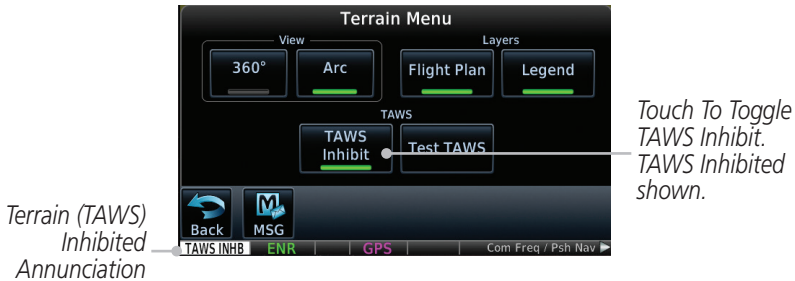 Terrain Menu
View
Layers
360°
Arc
Flight Plan
Legend
TAWS
TAWS
Inhibit
Test TAWS
Touch To Toggle
TAWS Inhibit.
TAWS Inhibited
shown.
Back
MSG
Terrain (TAWS)
Inhibited
Annunciation
TAWS INHB
ENR
GPS
Com Freq / Psh Nav